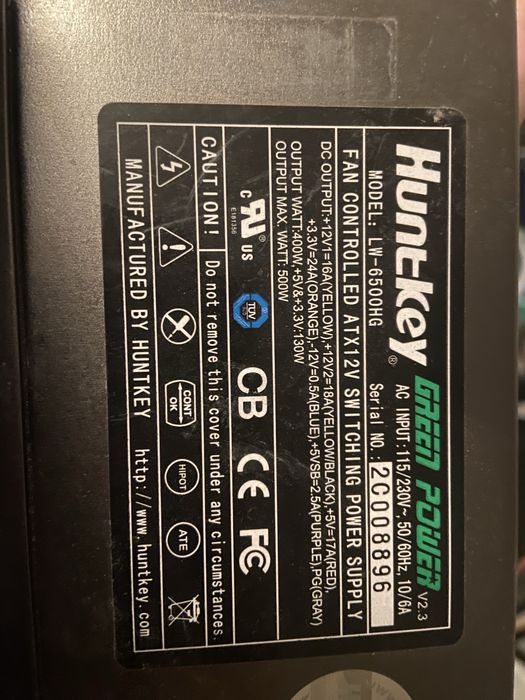 Huntkey® GREEN POWER V2.3
MODEL: LW-6500HG
AC INPUT:115/230V~,50/60Hz,10/6A
Serial NO.: 2C008896
FAN CONTROLLED ATX12V SWITCHING POWER SUPPLY
DC OUTPUT:+12V1=16A(YELLOW),+12V2=18A(YELLOW/BLACK),+5V=17A(RED),
+3.3V=24A(ORANGE),-12V=0.5A(BLUE),+5VSB=2.5A(PURPLE),PG(GRAY)
OUTPUT WATT:400W,+5V&+3.3V:130W
OUTPUT MAX. WATT: 500W
c RU® US
E181356
TÜV
CB CE FC
CAUTION! Do not remove this cover under any circumstances.
CONT. OK
HIPOT
ATE
MANUFACTURED BY HUNTKEY http://www.huntkey.com